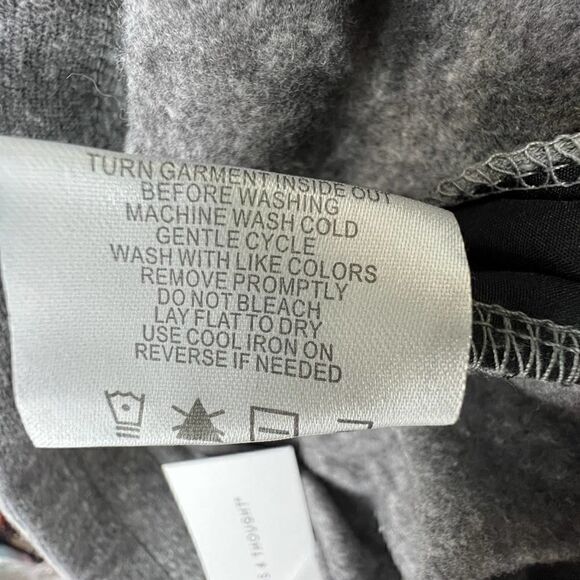 TURN GARMENT INSIDE OUT
BEFORE WASHING
MACHINE WASH COLD
GENTLE CYCLE
WASH WITH LIKE COLORS
REMOVE PROMPTLY
DO NOT BLEACH
LAY FLAT TO DRY
USE COOL IRON ON
REVERSE IF NEEDED
THOUGHT